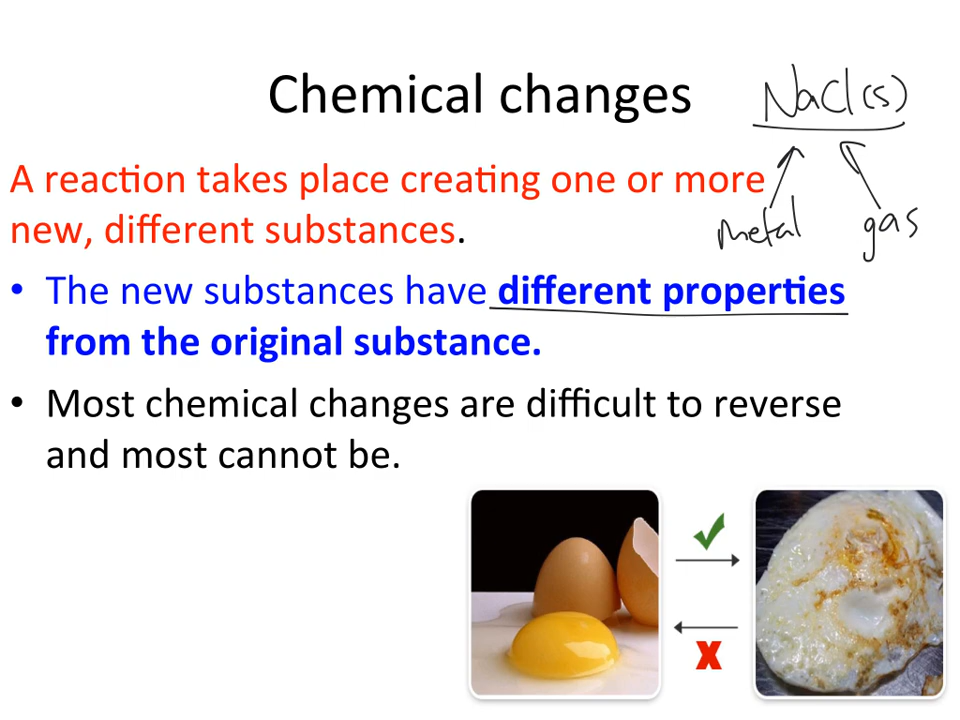 Chemical changes
NaCl(s)
A reaction takes place creating one or more
new, different substances.
metal
gas
• The new substances have different properties
from the original substance.
• Most chemical changes are difficult to reverse
and most cannot be.